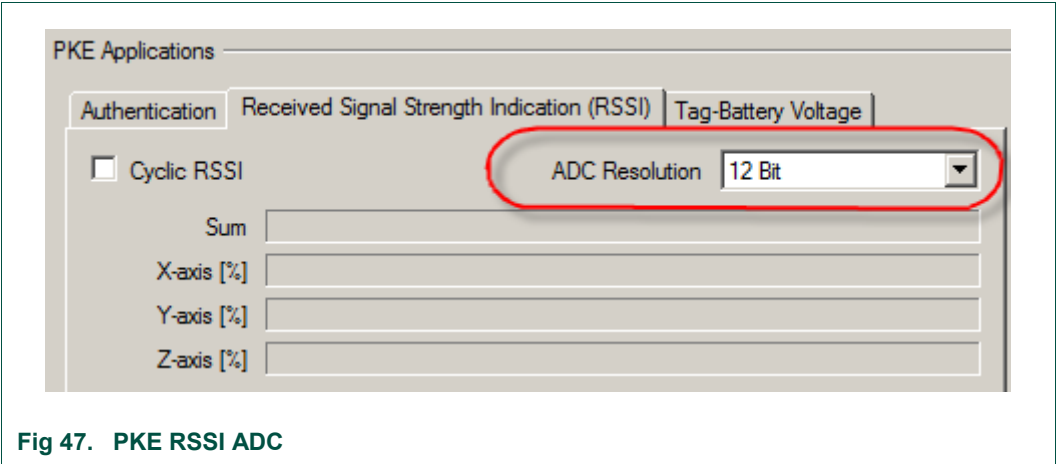 PKE Applications
Authentication Received Signal Strength Indication (RSSI) Tag-Battery Voltage
Cyclic RSSI ADC Resolution 12 Bit
Sum
X-axis [%]
Y-axis [%]
Z-axis [%]
Fig 47. PKE RSSI ADC